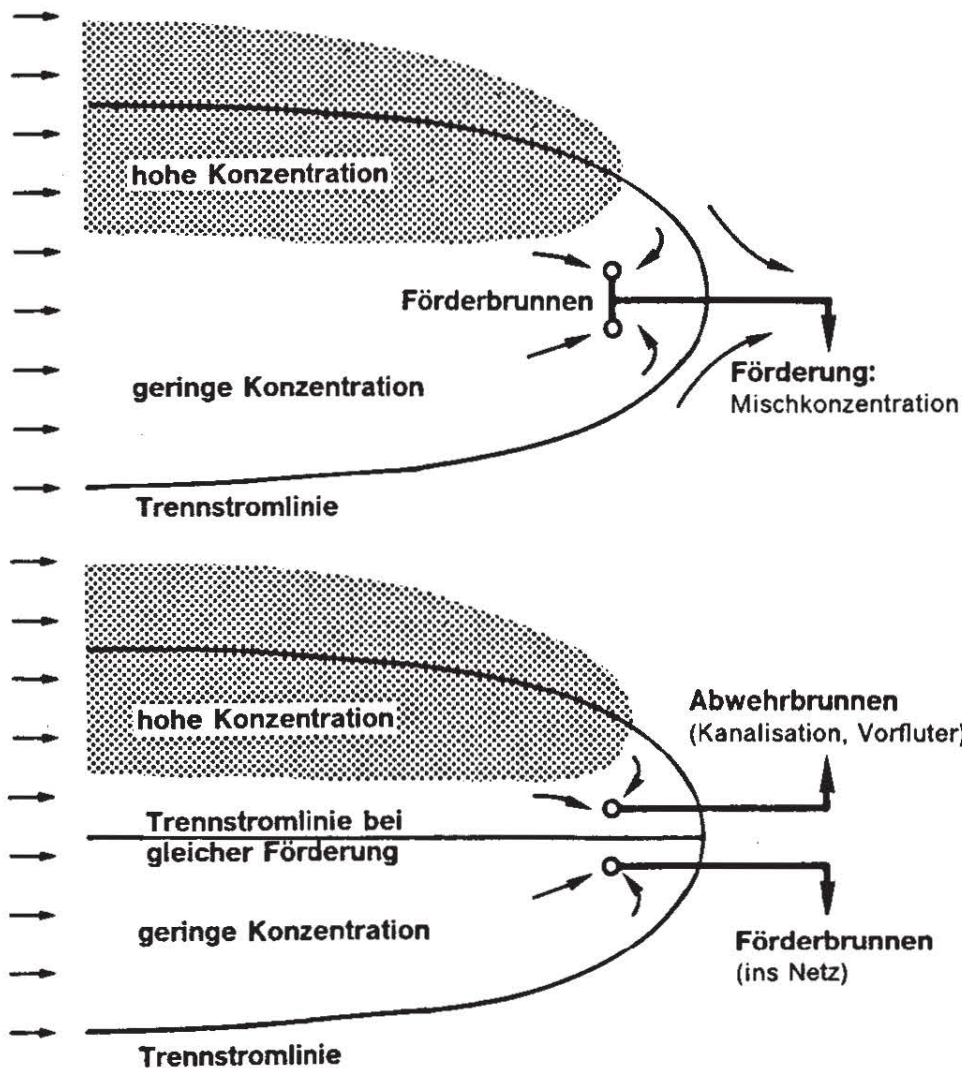 hohe Konzentration
Förderbrunnen
geringe Konzentration
Förderung:
Mischkonzentration
Trennstromlinie
hohe Konzentration
Abwehrbrunnen
(Kanalisation, Vorfluter)
Trennstromlinie bei
gleicher Förderung
geringe Konzentration
Förderbrunnen
(ins Netz)
Trennstromlinie